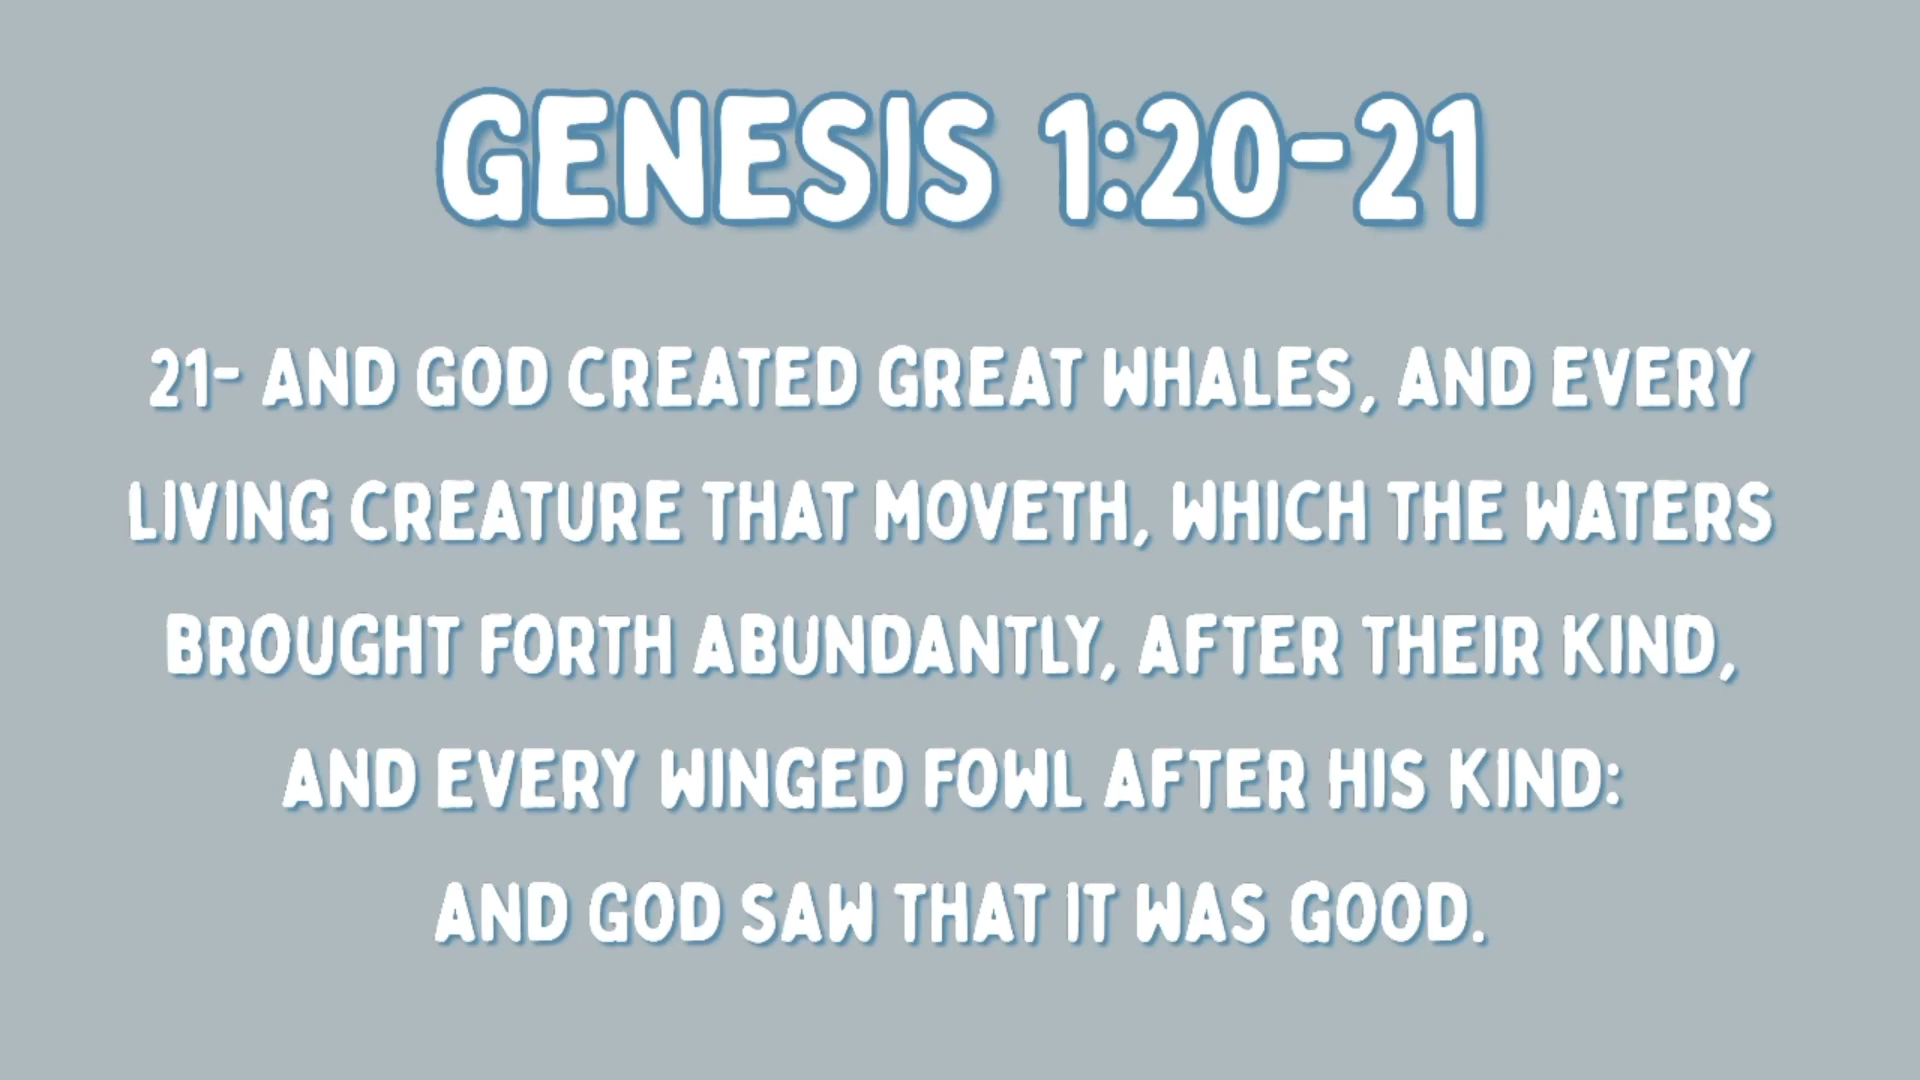 GENESIS 1:20-21
21- AND GOD CREATED GREAT WHALES, AND EVERY
LIVING CREATURE THAT MOVETH, WHICH THE WATERS
BROUGHT FORTH ABUNDANTLY, AFTER THEIR KIND,
AND EVERY WINGED FOWL AFTER HIS KIND:
AND GOD SAW THAT IT WAS GOOD.